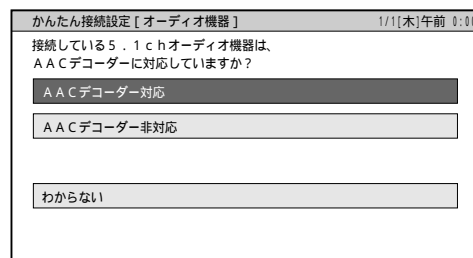 かんたん接続設定 [ オーディオ機器 ] 1/1[木]午前 0:00
接続している５．１ｃｈオーディオ機器は、
ＡＡＣデコーダーに対応していますか？
ＡＡＣデコーダー対応
ＡＡＣデコーダー非対応
わからない